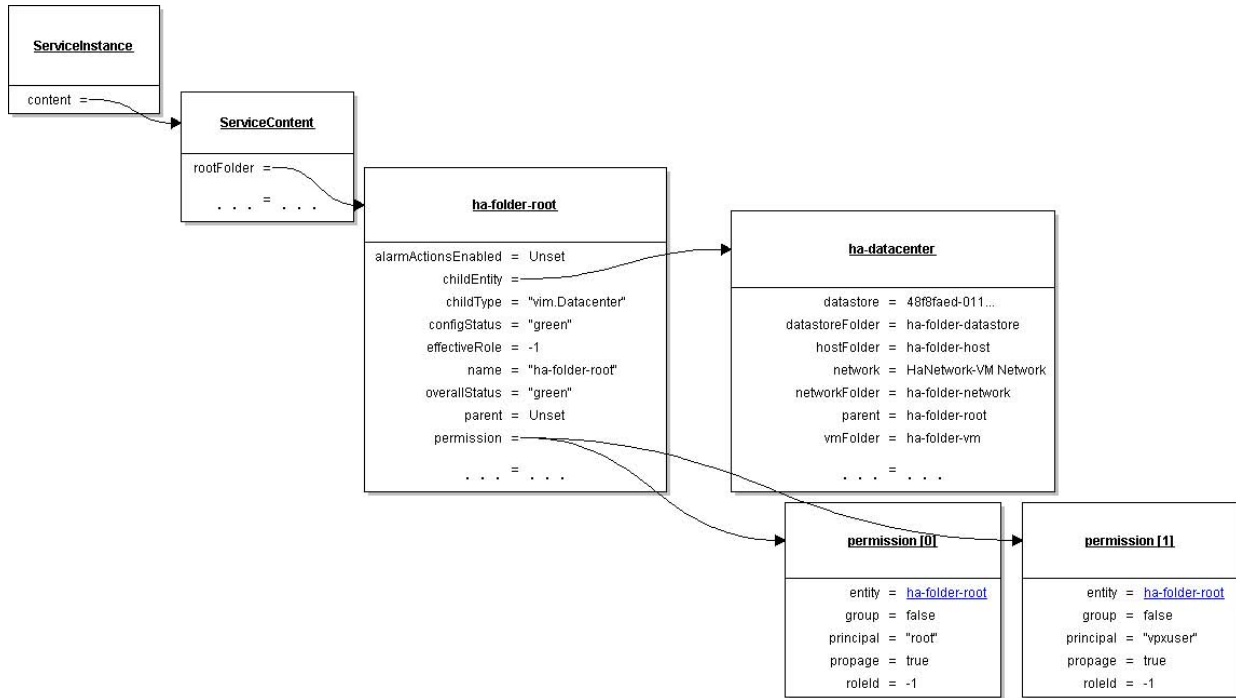 ServiceInstance
content =
ServiceContent
rootFolder =
. . . = . . .
ha-folder-root
alarmActionsEnabled = Unset
childEntity =
childType = "vim.Datacenter"
configStatus = "green"
effectiveRole = -1
name = "ha-folder-root"
overallStatus = "green"
parent = Unset
permission =
. . . = . . .
ha-datacenter
datastore = 48f8faed-011...
datastoreFolder = ha-folder-datastore
hostFolder = ha-folder-host
network = HaNetwork-VM Network
networkFolder = ha-folder-network
parent = ha-folder-root
vmFolder = ha-folder-vm
. . . = . . .
permission [0]
entity = ha-folder-root
group = false
principal = "root"
propage = true
roleId = -1
permission [1]
entity = ha-folder-root
group = false
principal = "vpxuser"
propage = true
roleId = -1